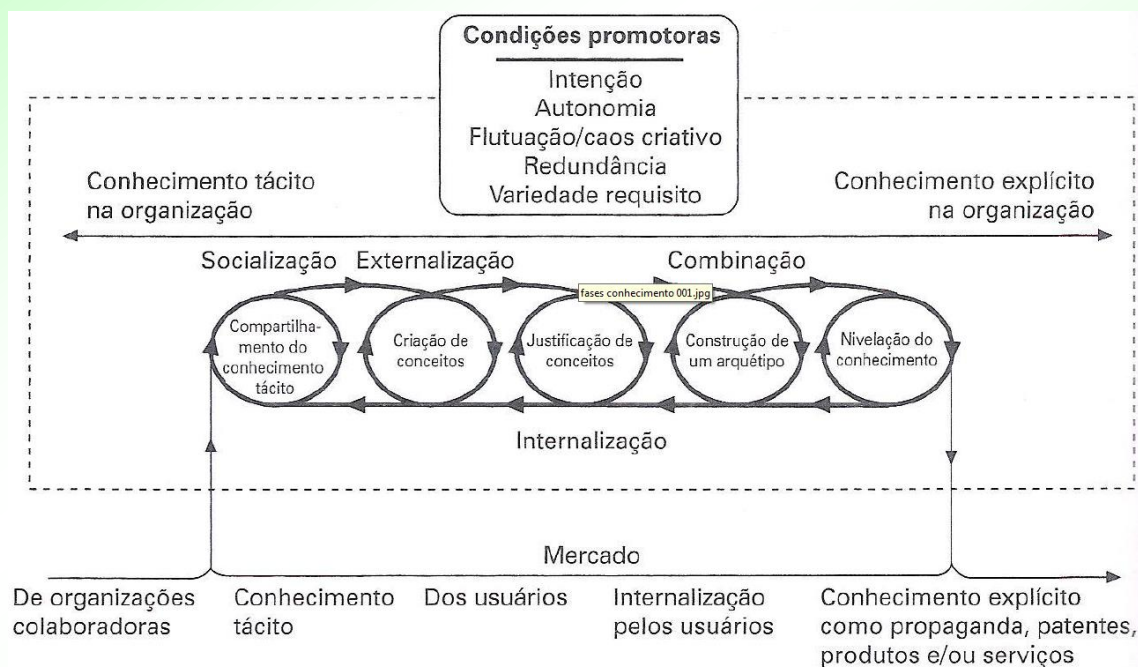 Condições promotoras
Intenção
Autonomia
Flutuação/caos criativo
Redundância
Variedade requisito
Conhecimento tácito
na organização
Conhecimento explícito
na organização
Socialização
Externalização
Combinação
fases conhecimento 001.jpg
Compartilha-
mento do
conhecimento
tácito
Criação de
conceitos
Justificação de
conceitos
Construção de
um arquétipo
Nivelação do
conhecimento
Internalização
Mercado
De organizações
colaboradoras
Conhecimento
tácito
Dos usuários
Internalização
pelos usuários
Conhecimento explícito
como propaganda, patentes,
produtos e/ou serviços